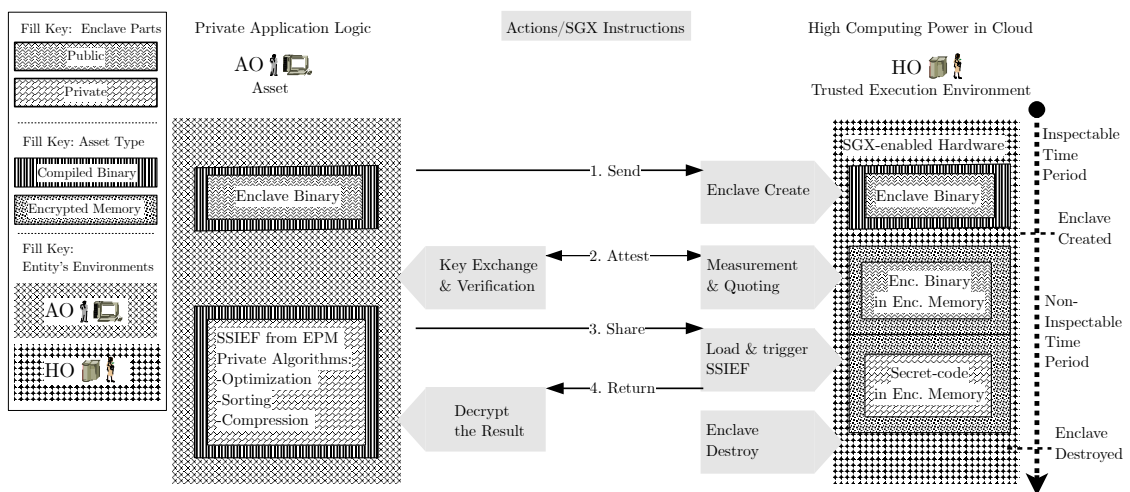 Fill Key: Enclave Parts
Public
Private
Fill Key: Asset Type
Compiled Binary
Encrypted Memory
Fill Key:
Entity's Environments
AO
HO
Private Application Logic
AO
Asset
Enclave Binary
SSIEF from EPM
Private Algorithms:
-Optimization
-Sorting
-Compression
Actions/SGX Instructions
1. Send
Enclave Create
2. Attest
Key Exchange
& Verification
Measurement
& Quoting
3. Share
Load & trigger
SSIEF
4. Return
Decrypt
the Result
Enclave
Destroy
High Computing Power in Cloud
HO
Trusted Execution Environment
SGX-enabled Hardware
Enclave Binary
Enc. Binary
in Enc. Memory
Secret-code
in Enc. Memory
Inspectable
Time
Period
Enclave
Created
Non-
Inspectable
Time
Period
Enclave
Destroyed